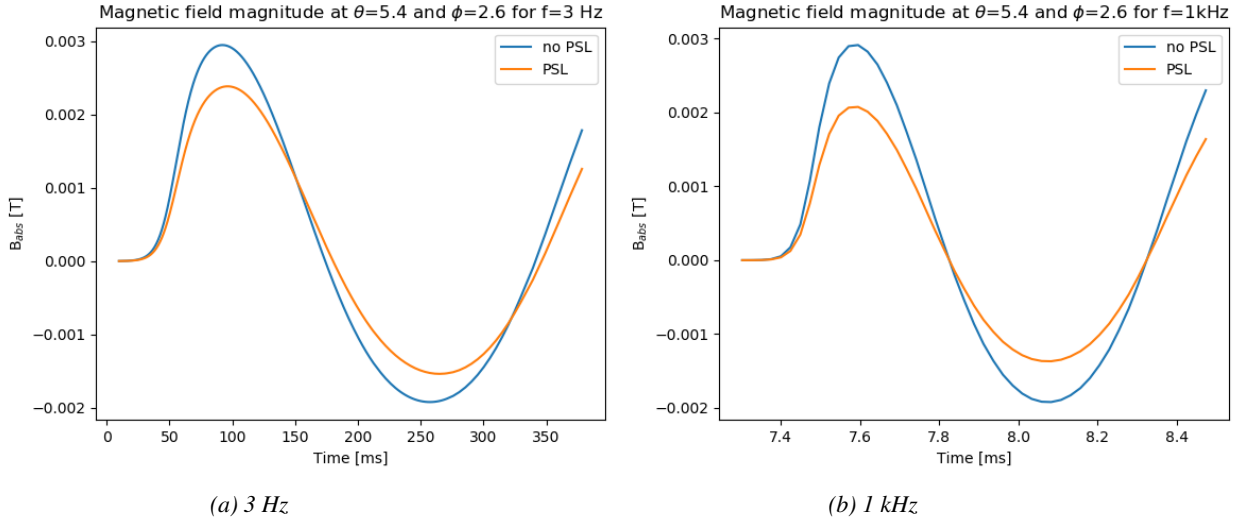 Magnetic field magnitude at θ=5.4 and ϕ=2.6 for f=3 Hz
0.003
0.002
0.001
0.000
−0.001
−0.002
B_abs [T]
no PSL
PSL
0
50
100
150
200
250
300
350
Time [ms]
(a) 3 Hz
Magnetic field magnitude at θ=5.4 and ϕ=2.6 for f=1kHz
0.003
0.002
0.001
0.000
−0.001
−0.002
B_abs [T]
no PSL
PSL
7.4
7.6
7.8
8.0
8.2
8.4
Time [ms]
(b) 1 kHz